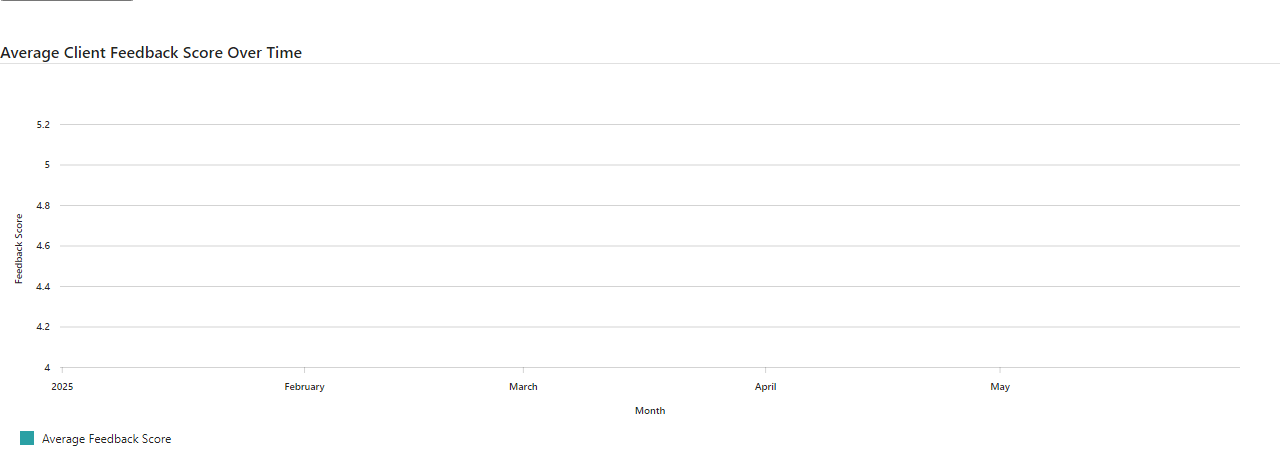 Average Client Feedback Score Over Time
5.2
5
4.8
4.6
4.4
4.2
4
Feedback Score
2025 February March April May
Month
Average Feedback Score